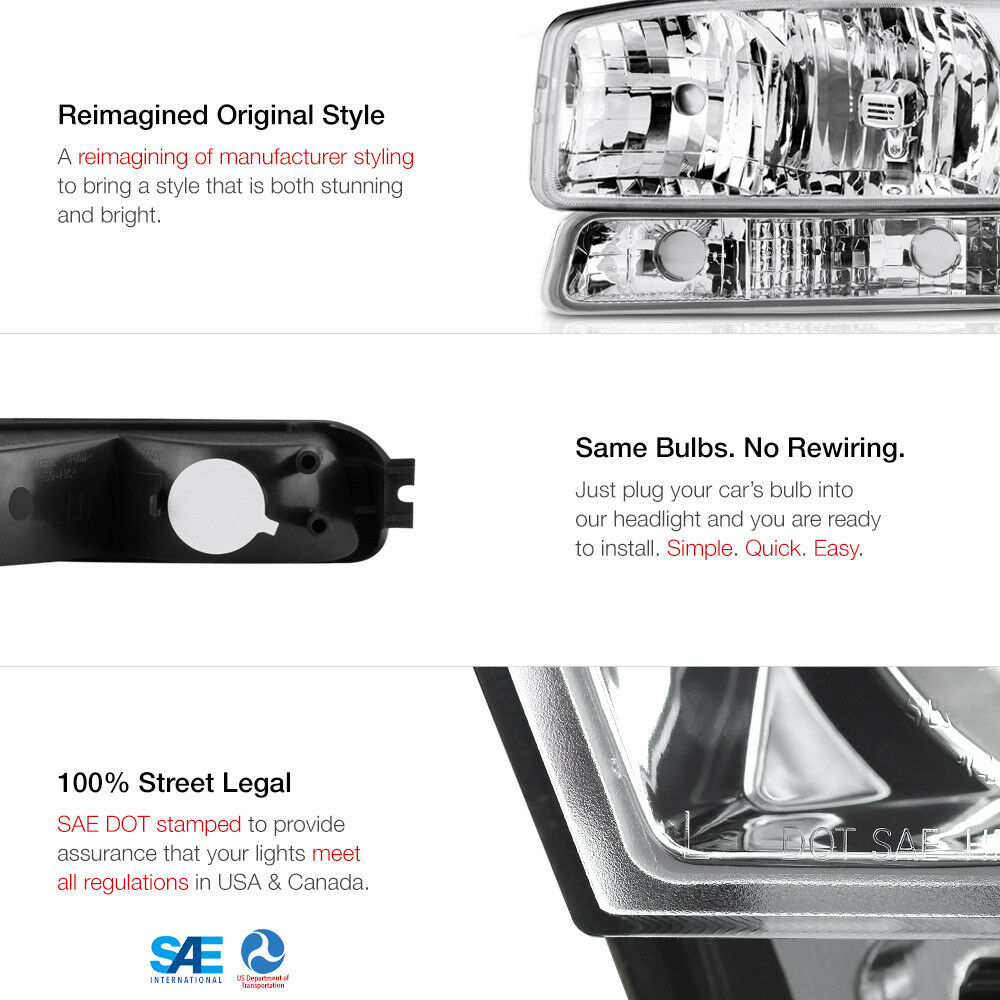 Reimagined Original Style
A reimagining of manufacturer styling
to bring a style that is both stunning
and bright.
Same Bulbs. No Rewiring.
Just plug your car's bulb into
our headlight and you are ready
to install. Simple. Quick. Easy.
100% Street Legal
SAE DOT stamped to provide
assurance that your lights meet
all regulations in USA & Canada.
L DOT SAE
SAE
INTERNATIONAL
US Department of
Transportation